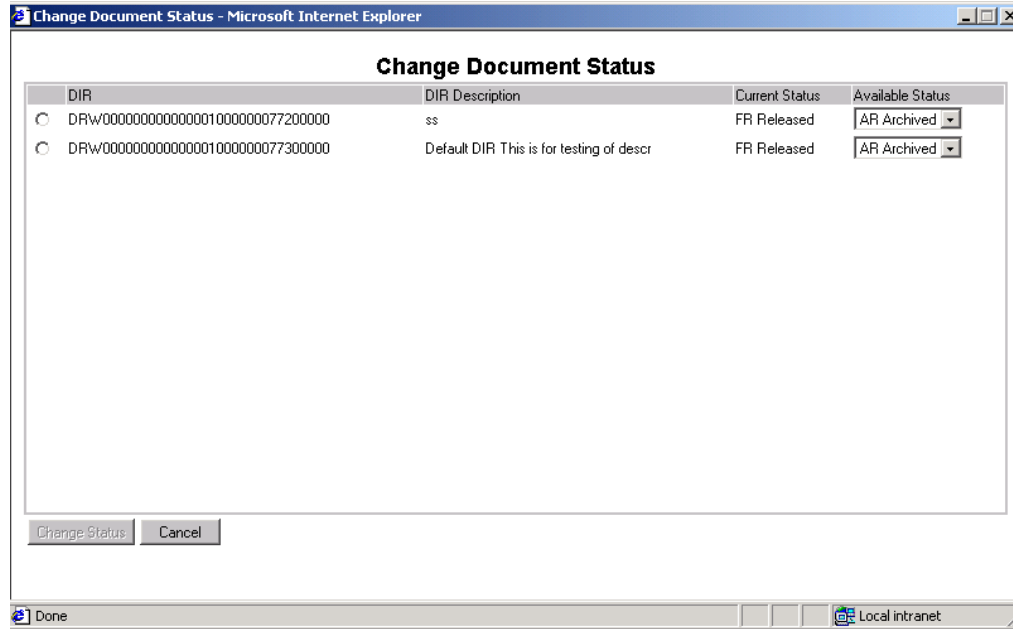 Change Document Status - Microsoft Internet Explorer
Change Document Status
DIR DIR Description Current Status Available Status
DRW0000000000000001000000077200000 ss FR Released AR Archived
DRW0000000000000001000000077300000 Default DIR This is for testing of descr FR Released AR Archived
Change Status Cancel
Done Local intranet